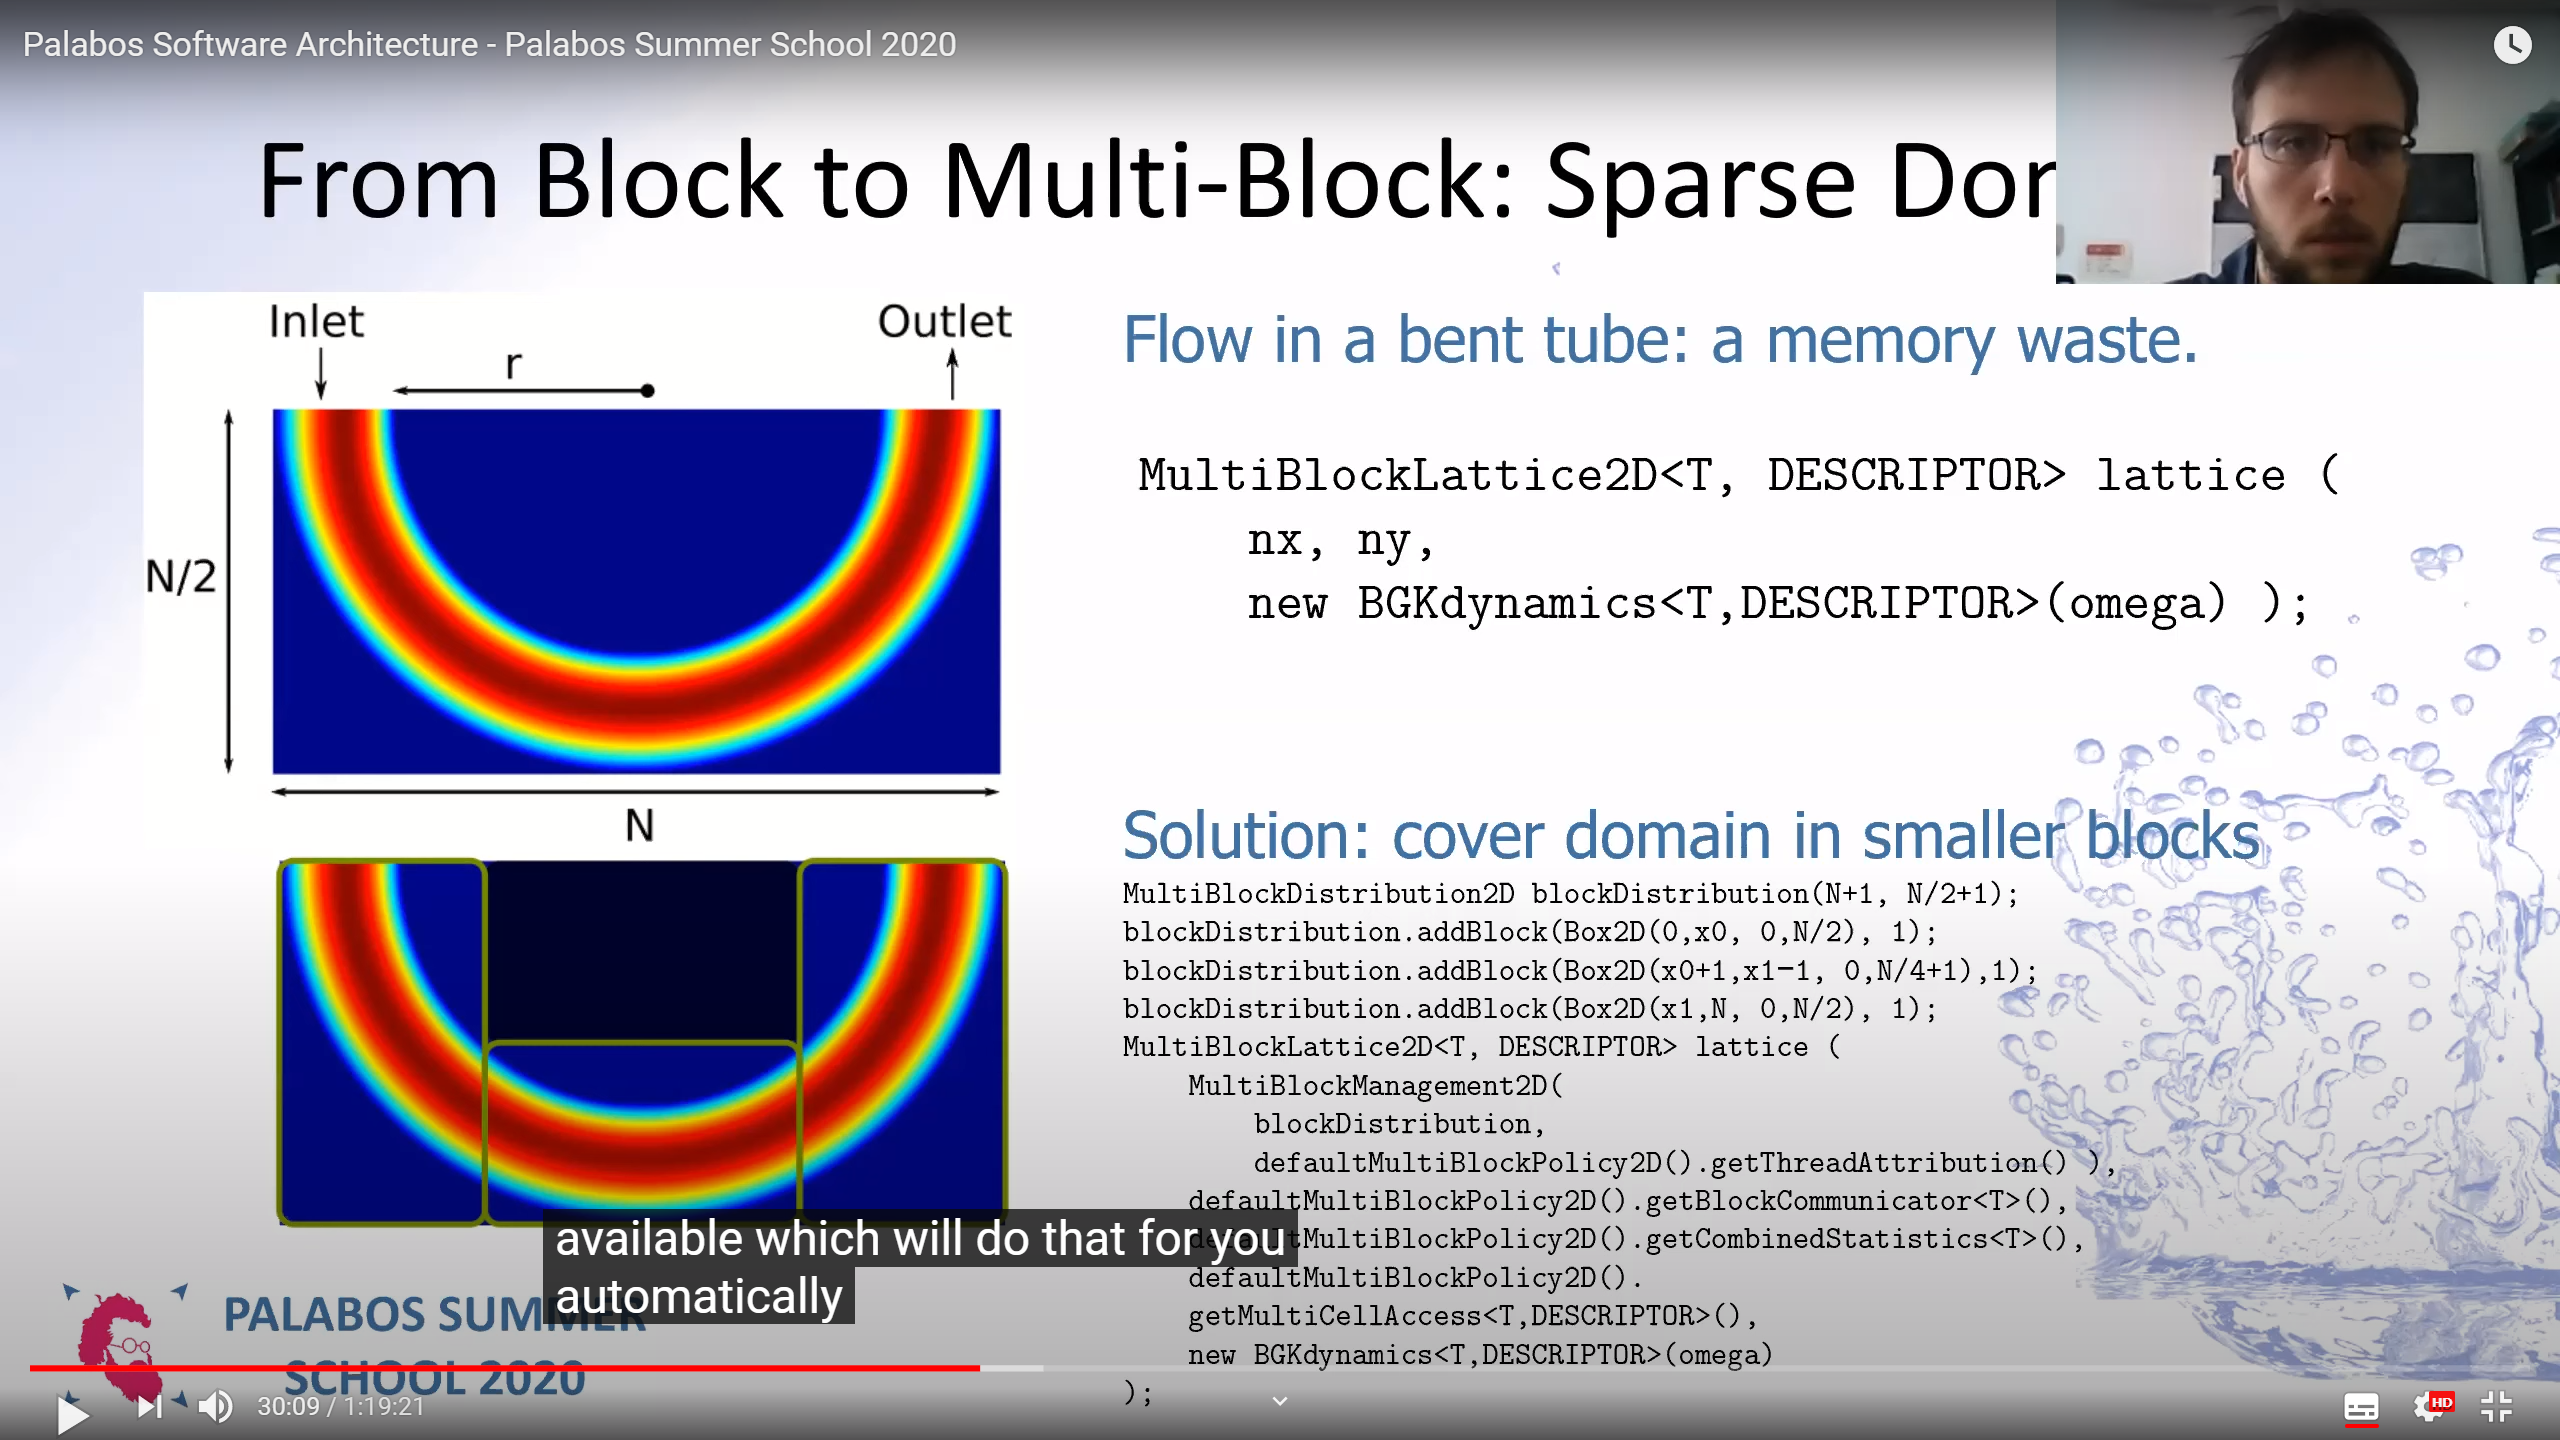 Palabos Software Architecture - Palabos Summer School 2020
From Block to Multi-Block: Sparse
Inlet
Outlet
r
N/2
N
Flow in a bent tube: a memory waste.
MultiBlockLattice2D<T, DESCRIPTOR> lattice (
nx, ny,
new BGKdynamics<T,DESCRIPTOR>(omega) );
Solution: cover domain in smaller blocks
MultiBlockDistribution2D blockDistribution(N+1, N/2+1);
blockDistribution.addBlock(Box2D(0,x0, 0,N/2), 1);
blockDistribution.addBlock(Box2D(x0+1,x1-1, 0,N/4+1),1);
blockDistribution.addBlock(Box2D(x1,N, 0,N/2), 1);
MultiBlockLattice2D<T, DESCRIPTOR> lattice (
MultiBlockManagement2D(
blockDistribution,
defaultMultiBlockPolicy2D().getThreadAttribution() ),
defaultMultiBlockPolicy2D().getBlockCommunicator<T>(),
defaultMultiBlockPolicy2D().getCombinedStatistics<T>(),
defaultMultiBlockPolicy2D().
getMultiCellAccess<T,DESCRIPTOR>(),
new BGKdynamics<T,DESCRIPTOR>(omega)
);
available which will do that for you
automatically
PALABOS SUMMER
SCHOOL 2020
30:09 / 1:19:21
HD